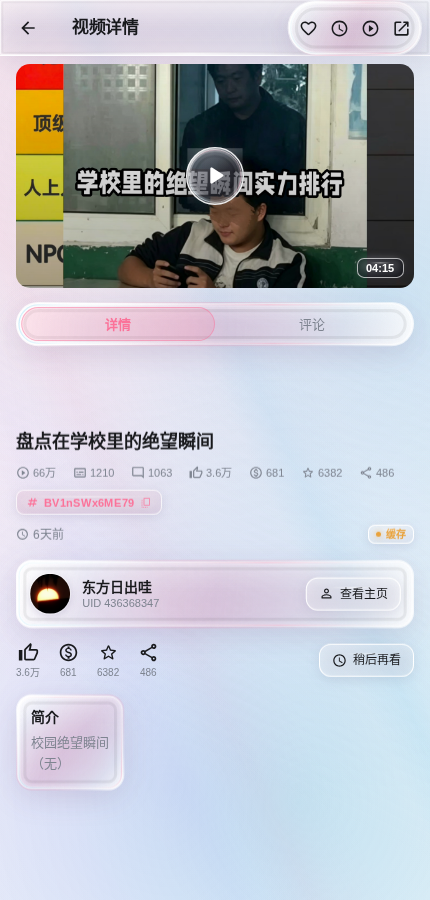 视频详情
顶级
人上人
NPC
学校里的绝望瞬间实力排行
04:15
详情
评论
盘点在学校里的绝望瞬间
66万 1210 1063 3.6万 681 6382 486
# BV1nSWx6ME79
6天前
缓存
东方日出哇
UID 436368347
查看主页
3.6万 681 6382 486
稍后再看
简介
校园绝望瞬间
（无）